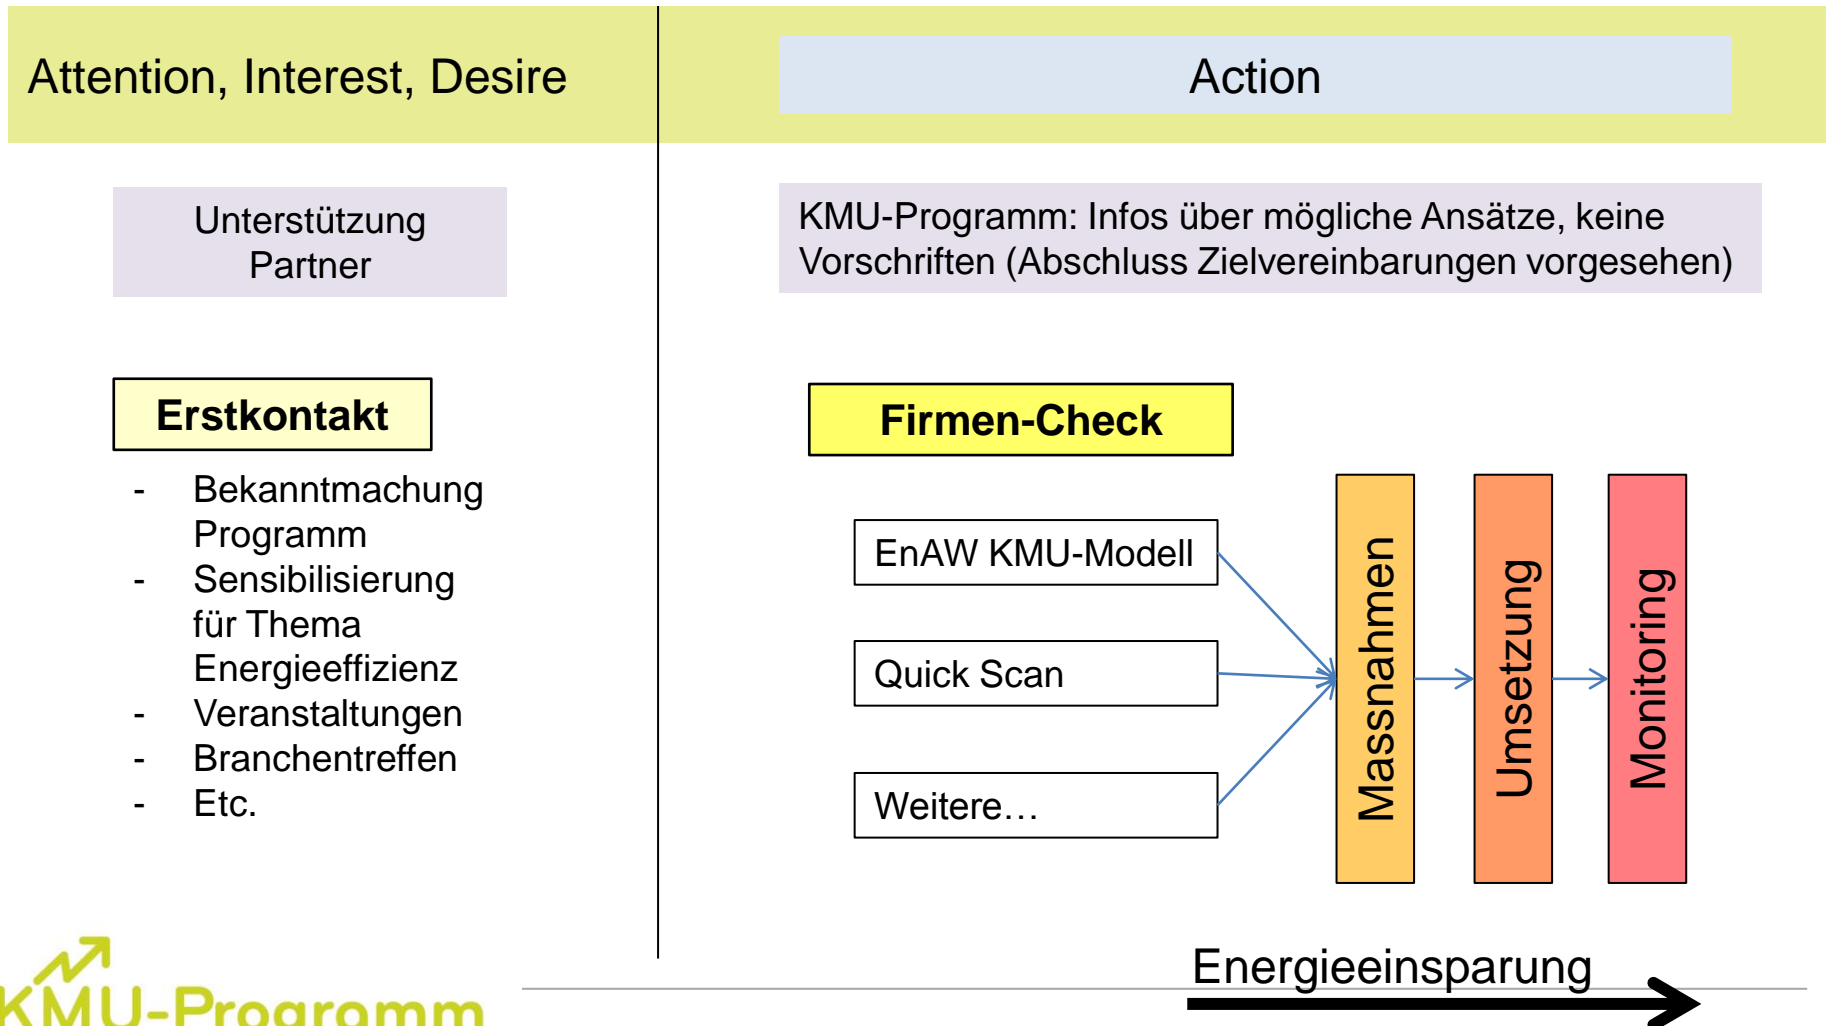 Attention, Interest, Desire
Action
Unterstützung
Partner
KMU-Programm: Infos über mögliche Ansätze, keine
Vorschriften (Abschluss Zielvereinbarungen vorgesehen)
Erstkontakt
- Bekanntmachung
Programm
- Sensibilisierung
für Thema
Energieeffizienz
- Veranstaltungen
- Branchentreffen
- Etc.
Firmen-Check
EnAW KMU-Modell
Quick Scan
Weitere…
Massnahmen
Umsetzung
Monitoring
Energieeinsparung
KMU-Programm